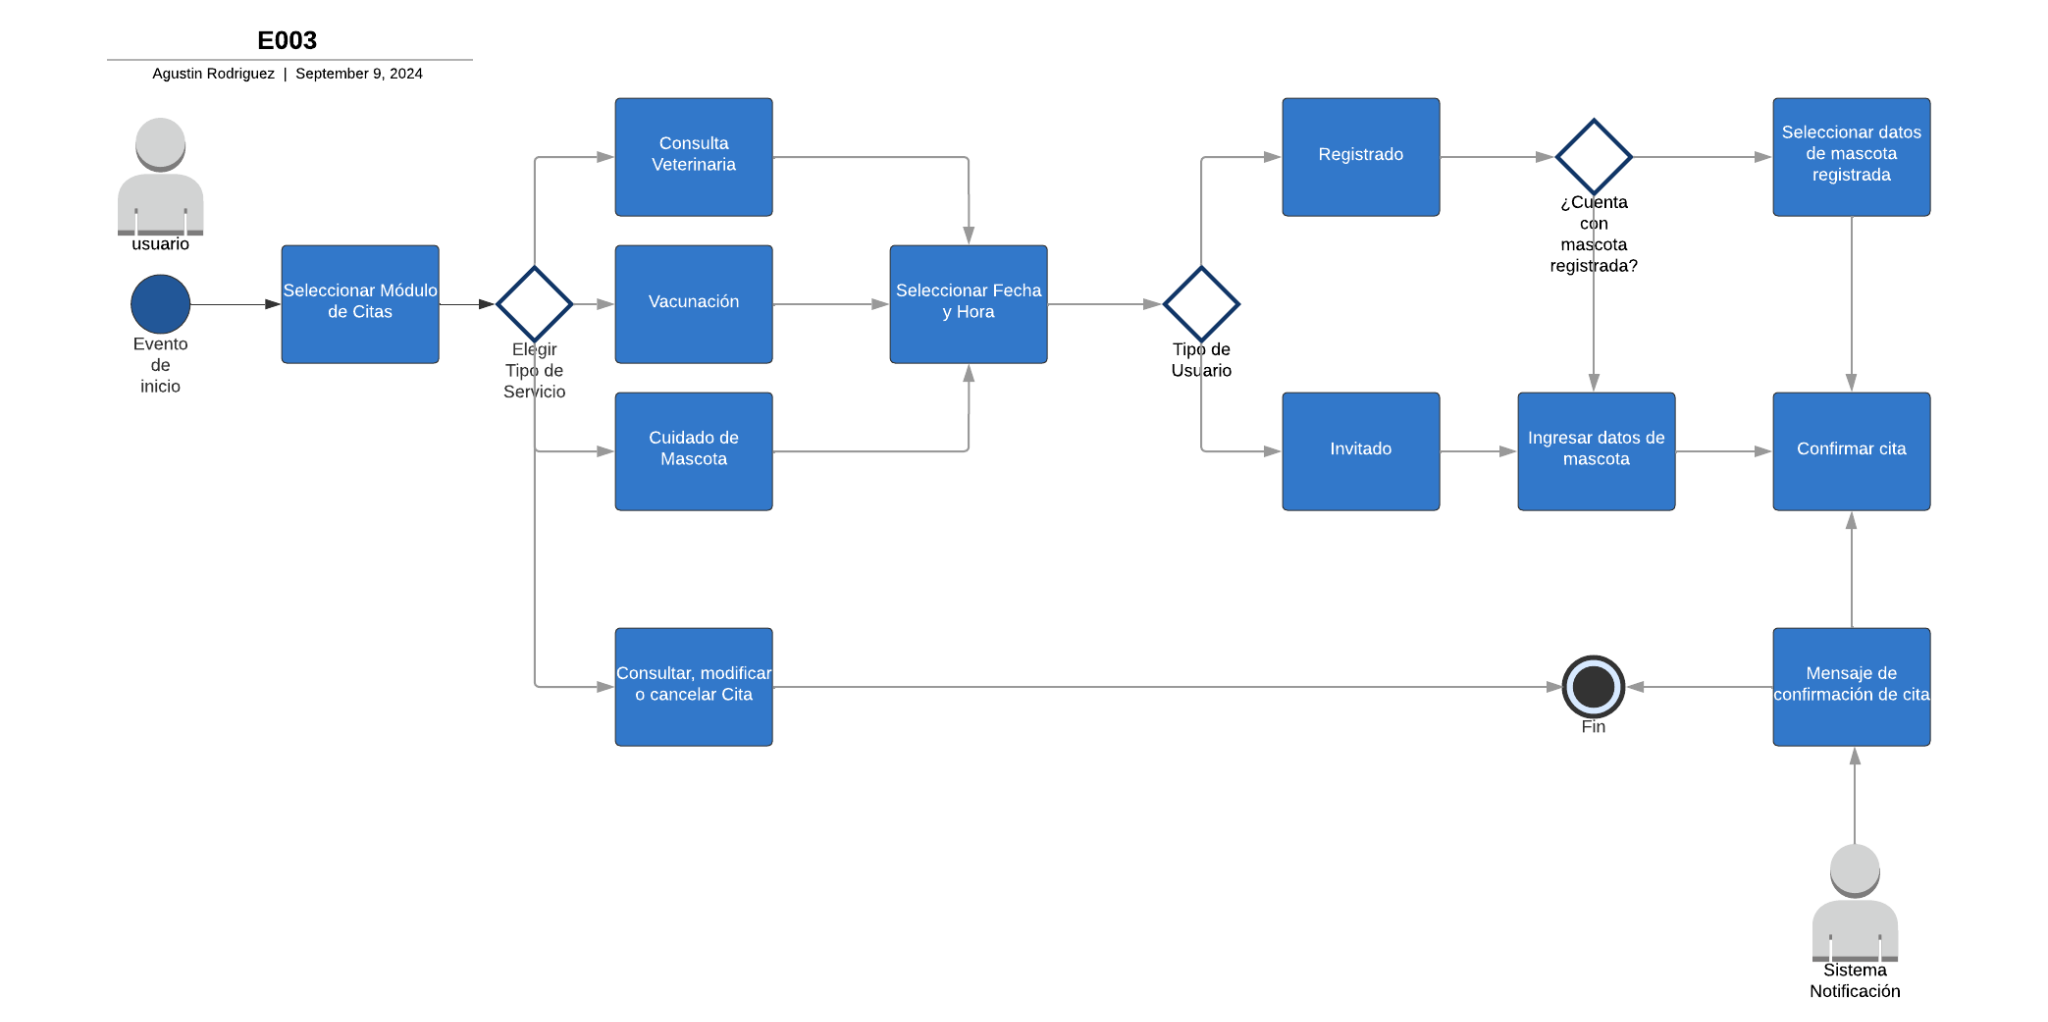 E003
Agustin Rodriguez | September 9, 2024
usuario
Evento
de
inicio
Seleccionar Módulo
de Citas
Elegir
Tipo de
Servicio
Consulta
Veterinaria
Vacunación
Cuidado de
Mascota
Consultar, modificar
o cancelar Cita
Seleccionar Fecha
y Hora
Tipo de
Usuario
Registrado
Invitado
¿Cuenta
con
mascota
registrada?
Ingresar datos de
mascota
Seleccionar datos
de mascota
registrada
Confirmar cita
Mensaje de
confirmación de cita
Fin
Sistema
Notificación